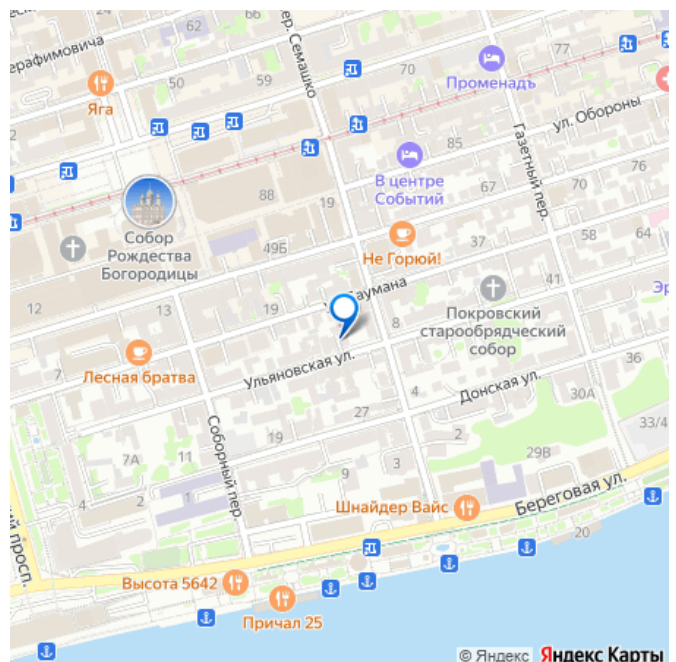 62
ерафимовича
пер. Семашко
77
Променадъ
70
59
50
Яга
ул. Обороны
Газетный пер.
85
В центре
Событий
76
67
70
88
19
Собор
Рождества
Богородицы
49Б
Не Горюй!
37
58
64
41
12
13
19
Баумана
8
Покровский
старообрядческий
собор
Эр
7
Лесная братва
Ульяновская ул.
36
Донская ул.
4
30А
27
33/4
Соборный пер.
19
2
7А
11
9
3
29В
4
2
1
Шнайдер Вайс
Береговая ул.
20
ий просп.
Высота 5642
Причал 25
© Яндекс Яндекс Карты